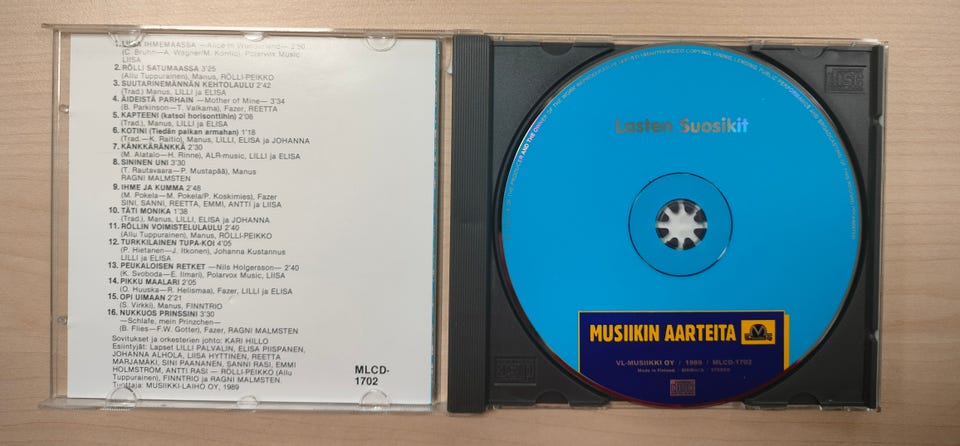 1. LIISA IHMEMAASSA —Alice in Wonderland— 2'50
(C. Bruhn—A. Wagner/M. Kontio), Polarvox Music
LIISA
2. RÖLLI SATUMAASSA 3'25
(Allu Tuppurainen), Manus, RÖLLI-PEIKKO
3. SUUTARINEMÄNNÄN KEHTOLAULU 2'42
(Trad.) Manus, LILLI ja ELISA
4. ÄIDEISTÄ PARHAIN —Mother of Mine— 3'34
(B. Parkinson—T. Valkama), Fazer, REETTA
5. KAPTEENI (katsoi horisonttihin) 2'08
(Trad.), Manus, LILLI ja ELISA
6. KOTINI (Tiedän paikan armahan) 1'18
(Trad.—K. Raitio), Manus, LILLI, ELISA ja JOHANNA
7. KÄNKKÄRÄNKKÄ 2'30
(M. Alatalo—H. Rinne), ALR-music, LILLI ja ELISA
8. SININEN UNI 3'30
(T. Rautavaara—P. Mustapää), Manus
RAGNI MALMSTEN
9. IHME JA KUMMA 2'48
(M. Pokela—M. Pokela/P. Koskimies), Fazer
SINI, SANNI, REETTA, EMMI, ANTTI ja LIISA
10. TÄTI MONIKA 1'38
(Trad.), Manus, LILLI, ELISA ja JOHANNA
11. RÖLLIN VOIMISTELULAULU 2'40
(Allu Tuppurainen), Manus, RÖLLI-PEIKKO
12. TURKKILAINEN TUPA-KOI 4'05
(P. Hietanen—J. Itkonen), Johanna Kustannus
LILLI ja ELISA
13. PEUKALOISEN RETKET —Nils Holgersson— 2'40
(K. Svoboda—E. Ilmari), Polarvox Music, LIISA
14. PIKKU MAALARI 2'05
(O. Huuska—R. Helismaa), Fazer, LILLI ja ELISA
15. OPI UIMAAN 2'21
(S. Virkki), Manus, FINNTRIO
16. NUKKUOS PRINSSINI 3'30
—Schlafe, mein Prinzchen—
(B. Flies—F.W. Gotter), Fazer, RAGNI MALMSTEN
Sovitukset ja orkesterien johto: KARI HILLO
Esiintyjät: Lapset LILLI PALVALIN, ELISA PIISPANEN,
JOHANNA ALHOLA, LIISA HYTTINEN, REETTA
MARJAMÄKI, SINI PAANANEN, SANNI RASI, EMMI
HOLMSTRÖM, ANTTI RASI — RÖLLI-PEIKKO (Allu
Tuppurainen), FINNTRIO ja RAGNI MALMSTEN.
Tuottaja: MUSIIKKI-LAIHO OY, 1989
MLCD-
1702
Lasten Suosikit
MUSIIKIN AARTEITA
VL-MUSIIKKI OY / 1989 / MLCD-1702
Made in Finland
STEREO